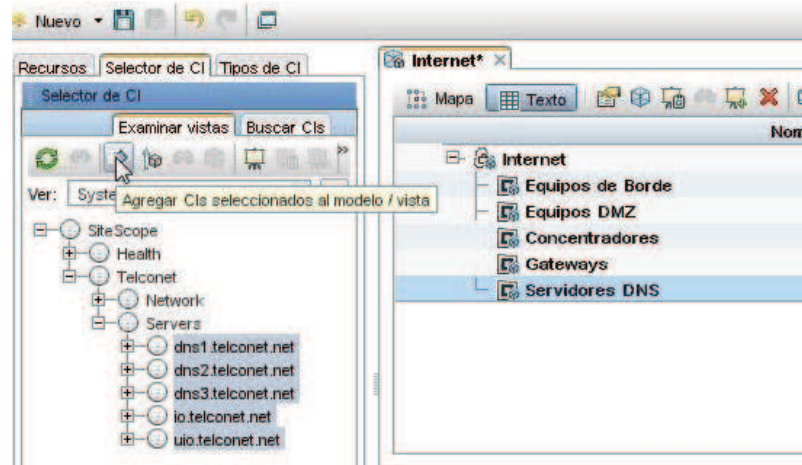 Nuevo
Recursos Selector de CI Tipos de CI
Selector de CI
Examinar vistas Buscar CIs
»
Ver: Syste
Agregar CIs seleccionados al modelo / vista
SiteScope
Health
Telconet
Network
Servers
dns1.telconet.net
dns2.telconet.net
dns3.telconet.net
io.telconet.net
uio.telconet.net
Internet*
Mapa Texto
Nom
Internet
Equipos de Borde
Equipos DMZ
Concentradores
Gateways
Servidores DNS